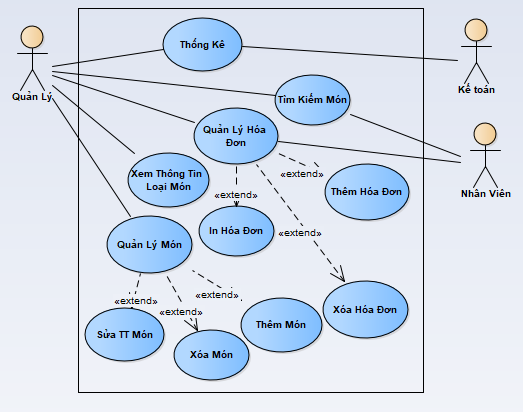 Thống Kê
Quản Lý
Kế toán
Tìm Kiếm Món
Quản Lý Hóa
Đơn
Xem Thông Tin
Loại Món
«extend»
Thêm Hóa Đơn
Nhân Viên
«extend»
In Hóa Đơn
«extend»
Quản Lý Món
«extend»
«extend»
«extend»
Xóa Hóa Đơn
Sửa TT Món
Thêm Món
Xóa Món